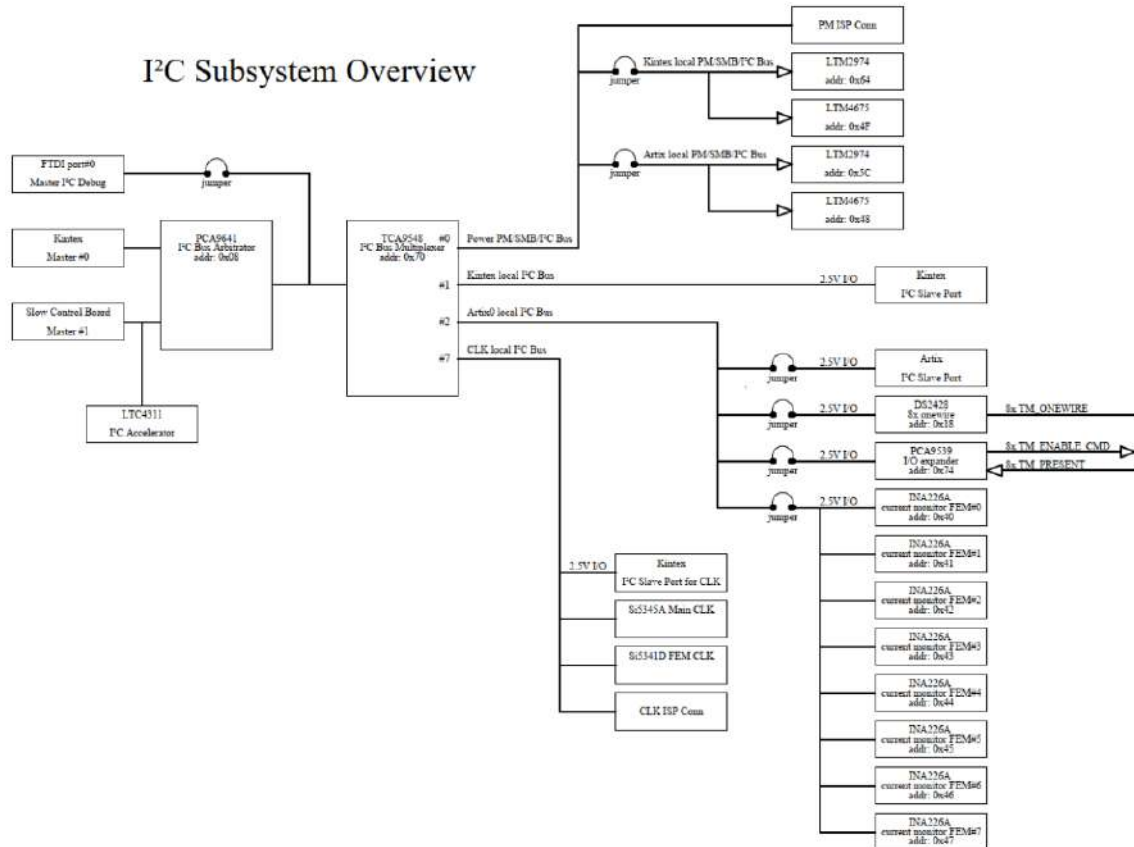 I²C Subsystem Overview
PM ISP Conn
jumper
Kintex local PM/SMB/I²C Bus
LTM2974
addr: 0x64
LTM4675
addr: 0x4F
jumper
Artix local PM/SMB/I²C Bus
LTM2974
addr: 0x5C
LTM4675
addr: 0x48
FTDI port#0
Master I²C Debug
jumper
Kintex
Master #0
Slow Control Board
Master #1
LTC4311
I²C Accelerator
PCA9641
I²C Bus Arbitrator
addr: 0x08
TCA9548
I²C Bus Multiplexer
addr: 0x70
#0
Power PM/SMB/I²C Bus
#1
Kintex local I²C Bus
#2
Artix0 local I²C Bus
#7
CLK local I²C Bus
2.5V I/O
Kintex
I²C Slave Port
jumper
2.5V I/O
Artix
I²C Slave Port
jumper
2.5V I/O
DS2428
8x onewire
addr: 0x18
8x TM_ONEWIRE
jumper
2.5V I/O
PCA9539
I/O expander
addr: 0x74
8x TM_ENABLE_CMD
8x TM_PRESENT
jumper
2.5V I/O
INA226A
current monitor FEM#0
addr: 0x40
INA226A
current monitor FEM#1
addr: 0x41
INA226A
current monitor FEM#2
addr: 0x42
INA226A
current monitor FEM#3
addr: 0x43
INA226A
current monitor FEM#4
addr: 0x44
INA226A
current monitor FEM#5
addr: 0x45
INA226A
current monitor FEM#6
addr: 0x46
INA226A
current monitor FEM#7
addr: 0x47
2.5V I/O
Kintex
I²C Slave Port for CLK
Si5345A Main CLK
Si5341D FEM CLK
CLK ISP Conn